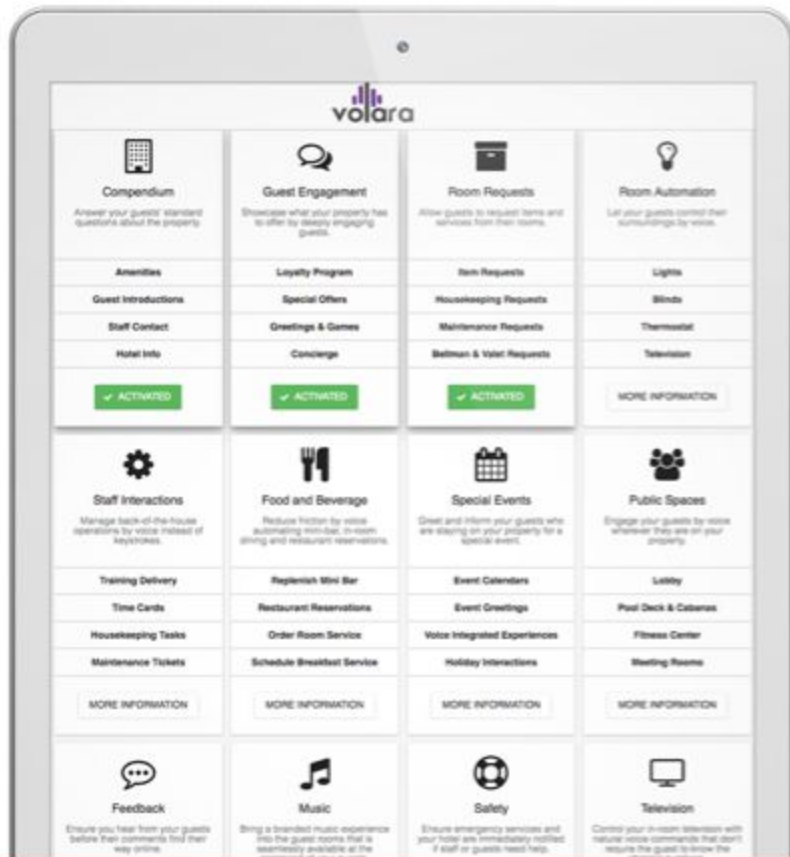 volara
Compendium
Answer your guests' standard
questions about the property.
Amenities
Guest Introductions
Staff Contact
Hotel Info
✓ ACTIVATED
Guest Engagement
Showcase what your property has
to offer by deeply engaging
guests.
Loyalty Program
Special Offers
Greetings & Games
Concierge
✓ ACTIVATED
Room Requests
Allow guests to request items and
services from their rooms.
Item Requests
Housekeeping Requests
Maintenance Requests
Bellman & Valet Requests
✓ ACTIVATED
Room Automation
Let your guests control their
surroundings by voice.
Lights
Blinds
Thermostat
Television
MORE INFORMATION
Staff Interactions
Manage back-of-the-house
operations by voice instead of
keystrokes.
Training Delivery
Time Cards
Housekeeping Tasks
Maintenance Tickets
MORE INFORMATION
Food and Beverage
Reduce friction by voice
automating mini-bar, in-room
dining and restaurant reservations.
Replenish Mini Bar
Restaurant Reservations
Order Room Service
Schedule Breakfast Service
MORE INFORMATION
Special Events
Greet and inform your guests who
are staying on your property for a
special event.
Event Calendars
Event Greetings
Voice Integrated Experiences
Holiday Interactions
MORE INFORMATION
Public Spaces
Engage your guests by voice
wherever they are on your
property.
Lobby
Pool Deck & Cabanas
Fitness Center
Meeting Rooms
MORE INFORMATION
Feedback
Ensure you hear from your guests
before their comments find their
way online.
Music
Bring a branded music experience
into the guest rooms that is
seamlessly available at the
Safety
Ensure emergency services and
your hotel are immediately notified
if staff or guests need help.
Television
Control your in-room television with
natural voice commands that don't
require the guest to know the